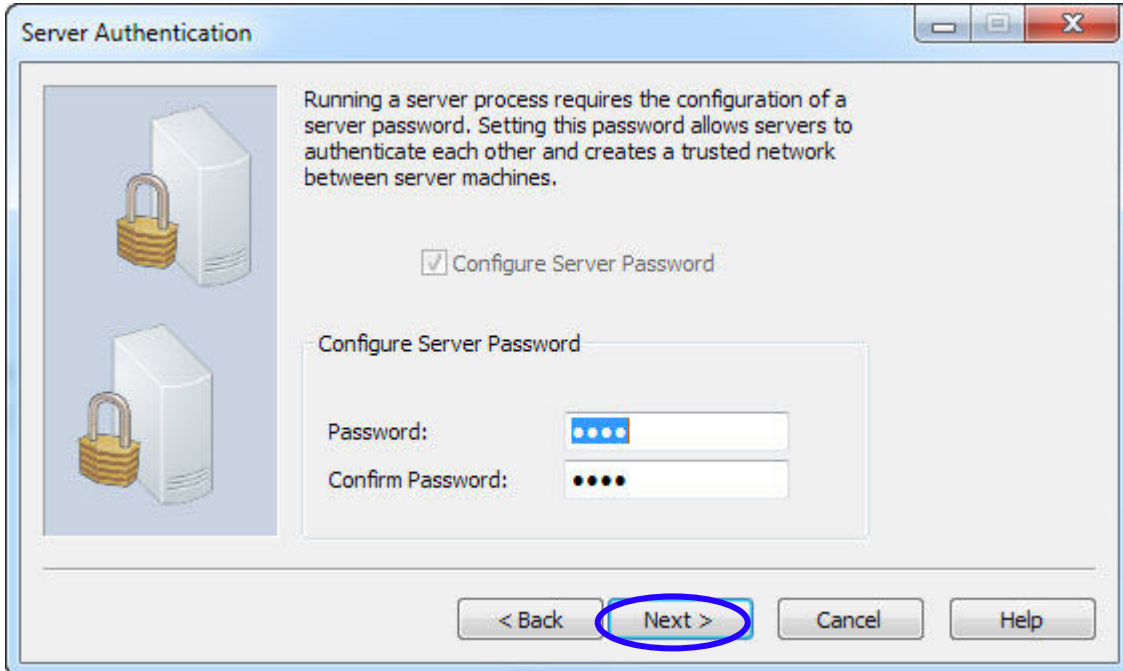 Server Authentication
Running a server process requires the configuration of a
server password. Setting this password allows servers to
authenticate each other and creates a trusted network
between server machines.
Configure Server Password
Configure Server Password
Password: ••••
Confirm Password: ••••
< Back Next > Cancel Help